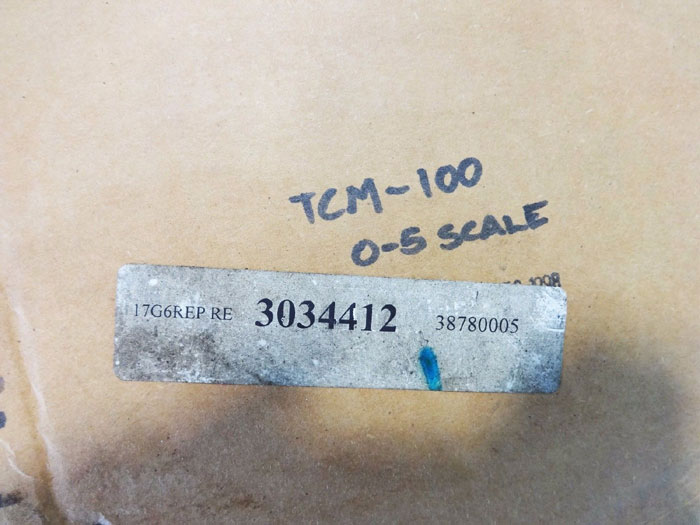 TCM-100
0-5 SCALE
17G6REP RE 3034412 38780005